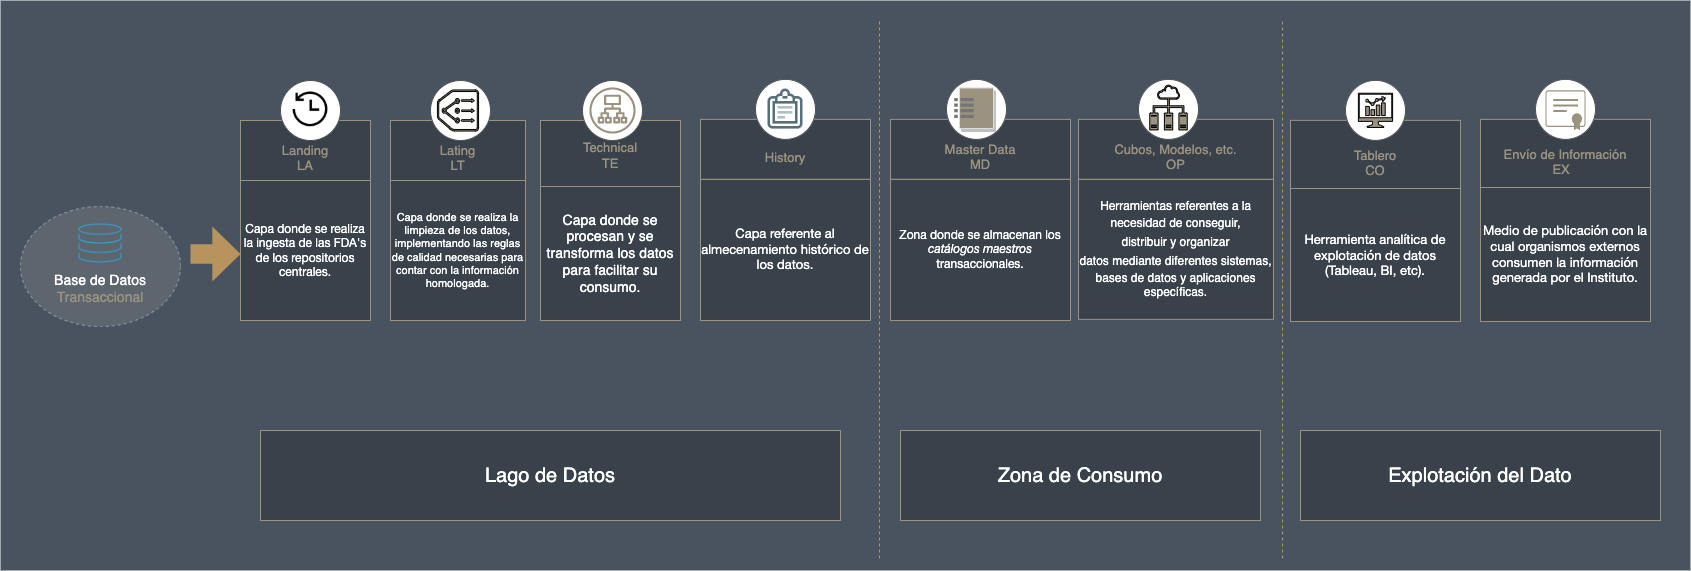 Base de Datos
Transaccional
Landing
LA
Capa donde se realiza
la ingesta de las FDA's
de los repositorios
centrales.
Lating
LT
Capa donde se realiza la
limpieza de los datos,
implementando las reglas
de calidad necesarias para
contar con la información
homologada.
Technical
TE
Capa donde se
procesan y se
transforma los datos
para facilitar su
consumo.
History
Capa referente al
almecenamiento histórico de
los datos.
Master Data
MD
Zona donde se almacenan los
catálogos maestros
transaccionales.
Cubos, Modelos, etc.
OP
Herramientas referentes a la
necesidad de conseguir,
distribuir y organizar
datos mediante diferentes sistemas,
bases de datos y aplicaciones
específicas.
Tablero
CO
Herramienta analítica de
explotación de datos
(Tableau, BI, etc).
Envío de Información
EX
Medio de publicación con la
cual organismos externos
consumen la información
generada por el Instituto.
Lago de Datos
Zona de Consumo
Explotación del Dato